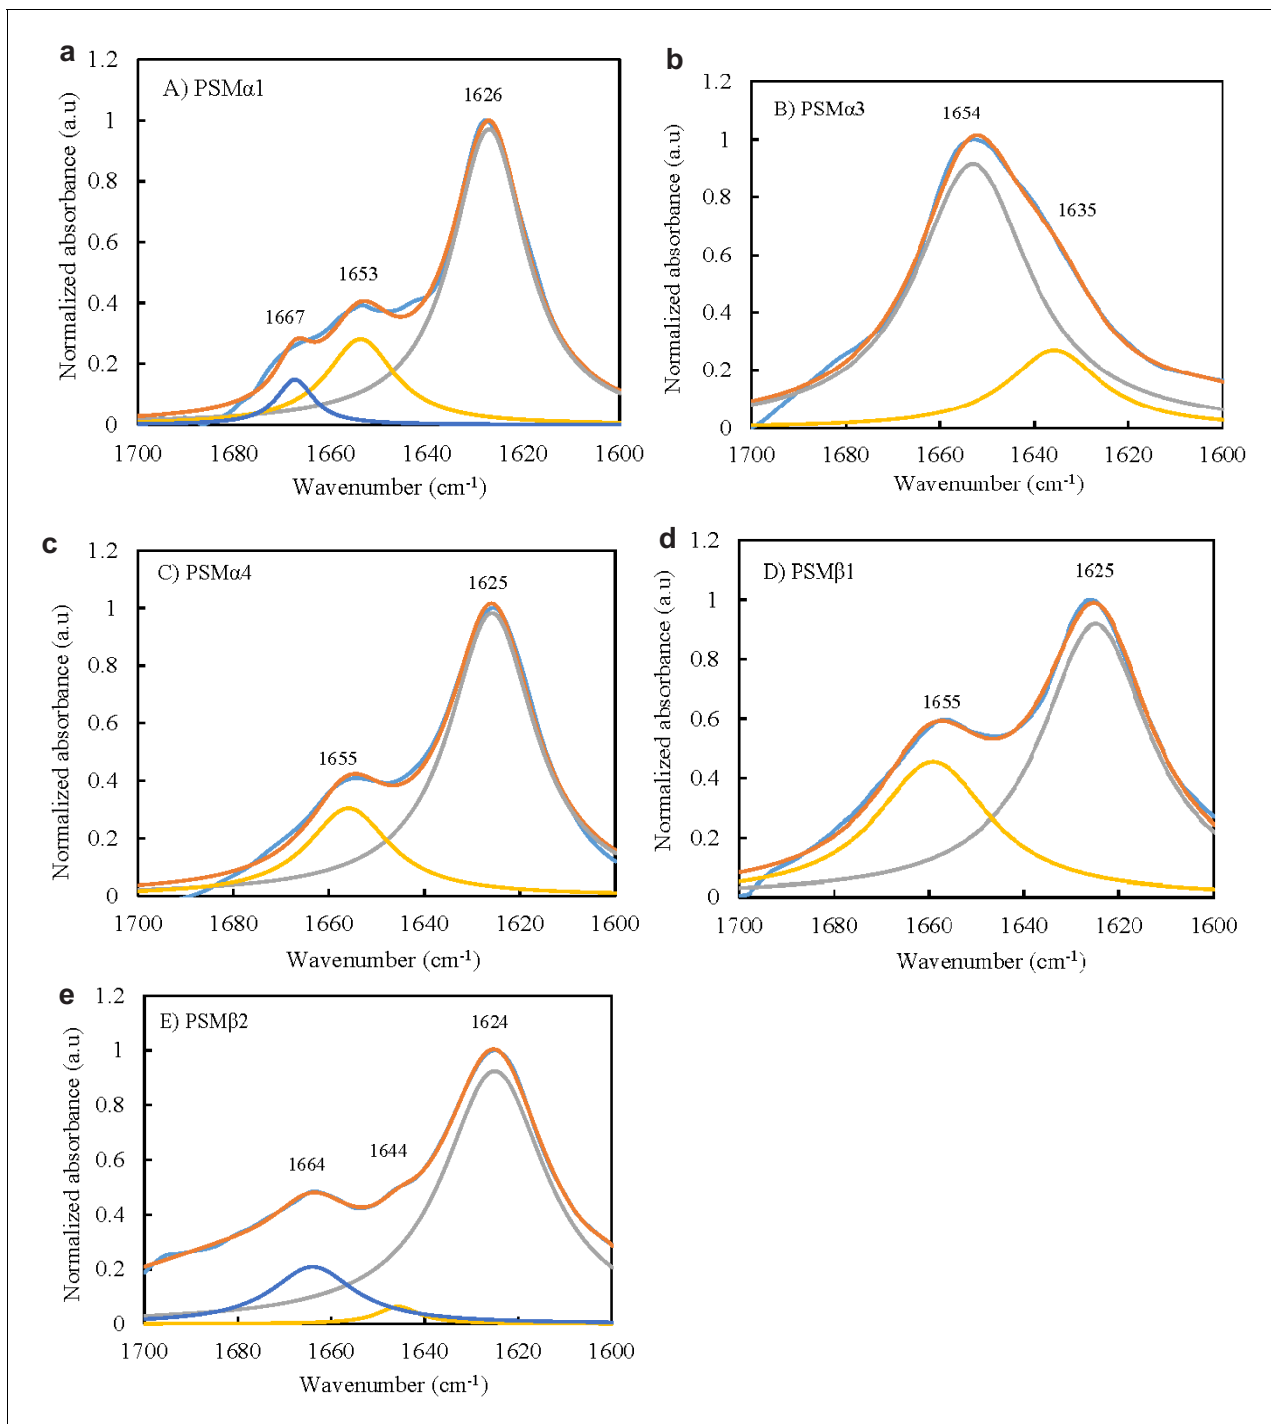 a
A) PSMα1
1667
1653
1626
1.2
1
0.8
0.6
0.4
0.2
0
Normalized absorbance (a.u)
1700 1680 1660 1640 1620 1600
Wavenumber (cm-1)
b
B) PSMα3
1654
1635
1.2
1
0.8
0.6
0.4
0.2
0
Normalized absorbance (a.u)
1700 1680 1660 1640 1620 1600
Wavenumber (cm-1)
c
C) PSMα4
1655
1625
1.2
1
0.8
0.6
0.4
0.2
0
Normalized absorbance (a.u)
1700 1680 1660 1640 1620 1600
Wavenumber (cm-1)
d
D) PSMβ1
1655
1625
1.2
1
0.8
0.6
0.4
0.2
0
Normalized absorbance (a.u)
1700 1680 1660 1640 1620 1600
Wavenumber (cm-1)
e
E) PSMβ2
1664
1644
1624
1.2
1
0.8
0.6
0.4
0.2
0
Normalized absorbance (a.u)
1700 1680 1660 1640 1620 1600
Wavenumber (cm-1)